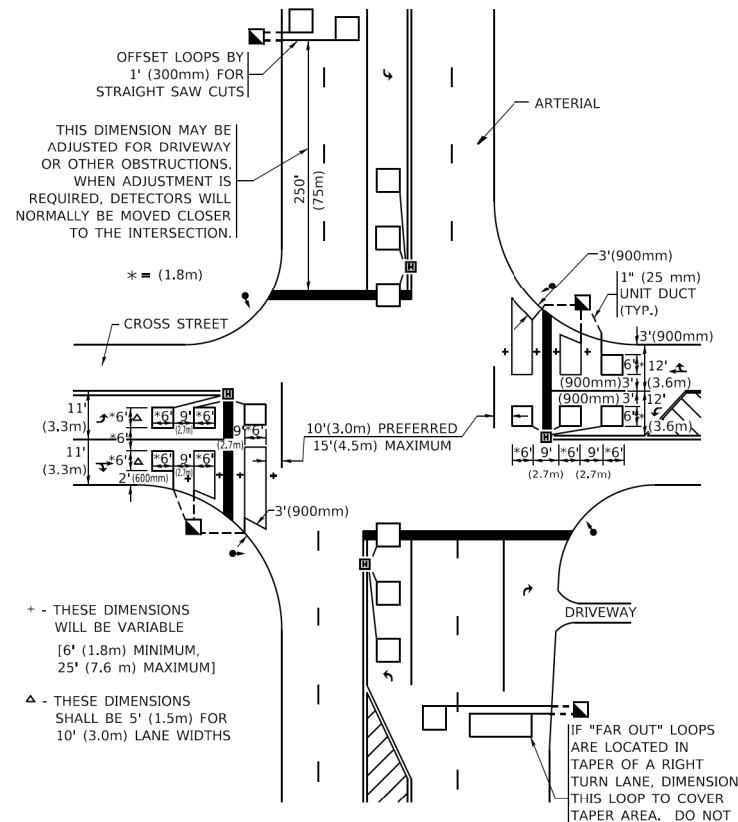 OFFSET LOOPS BY
1' (300mm) FOR
STRAIGHT SAW CUTS
THIS DIMENSION MAY BE
ADJUSTED FOR DRIVEWAY
OR OTHER OBSTRUCTIONS.
WHEN ADJUSTMENT IS
REQUIRED, DETECTORS WILL
NORMALLY BE MOVED CLOSER
TO THE INTERSECTION.
* = (1.8m)
250'
(75m)
ARTERIAL
CROSS STREET
3'(900mm)
1" (25 mm)
UNIT DUCT
(TYP.)
3'(900mm)
6'*
12'
(3.6m)
(900mm)3'
(900mm)3'
12'
6'*
(3.6m)
H
H
H
H
11'
(3.3m)
*6'
*6' 9' *6'
(2.7m)
*6'
11'
(3.3m)
*6'
*6' 9' *6'
(2.7m)
2'(600mm)
9' *6'
(2.7m)
10'(3.0m) PREFERRED
15'(4.5m) MAXIMUM
*6' 9' *6' 9' *6'
(2.7m) (2.7m)
3'(900mm)
+ - THESE DIMENSIONS
WILL BE VARIABLE
[6' (1.8m) MINIMUM,
25' (7.6 m) MAXIMUM]
Δ - THESE DIMENSIONS
SHALL BE 5' (1.5m) FOR
10' (3.0m) LANE WIDTHS
DRIVEWAY
IF "FAR OUT" LOOPS
ARE LOCATED IN
TAPER OF A RIGHT
TURN LANE, DIMENSION
THIS LOOP TO COVER
TAPER AREA. DO NOT